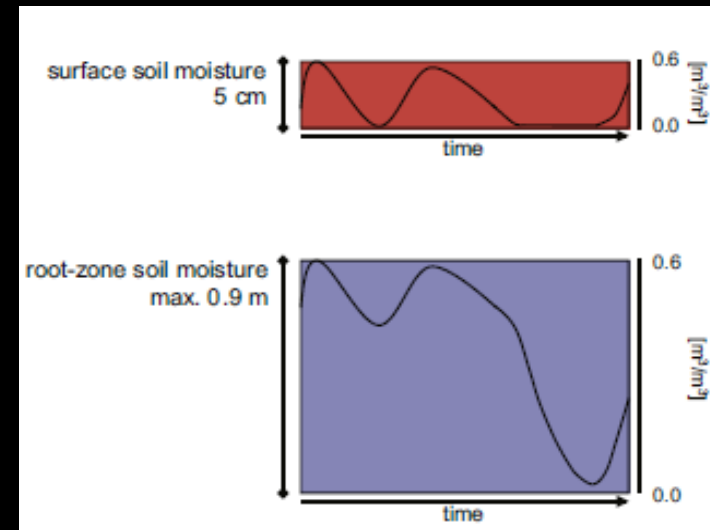 surface soil moisture
5 cm
0.6
0.0
[m³/m³]
time
root-zone soil moisture
max. 0.9 m
0.6
0.0
[m³/m³]
time